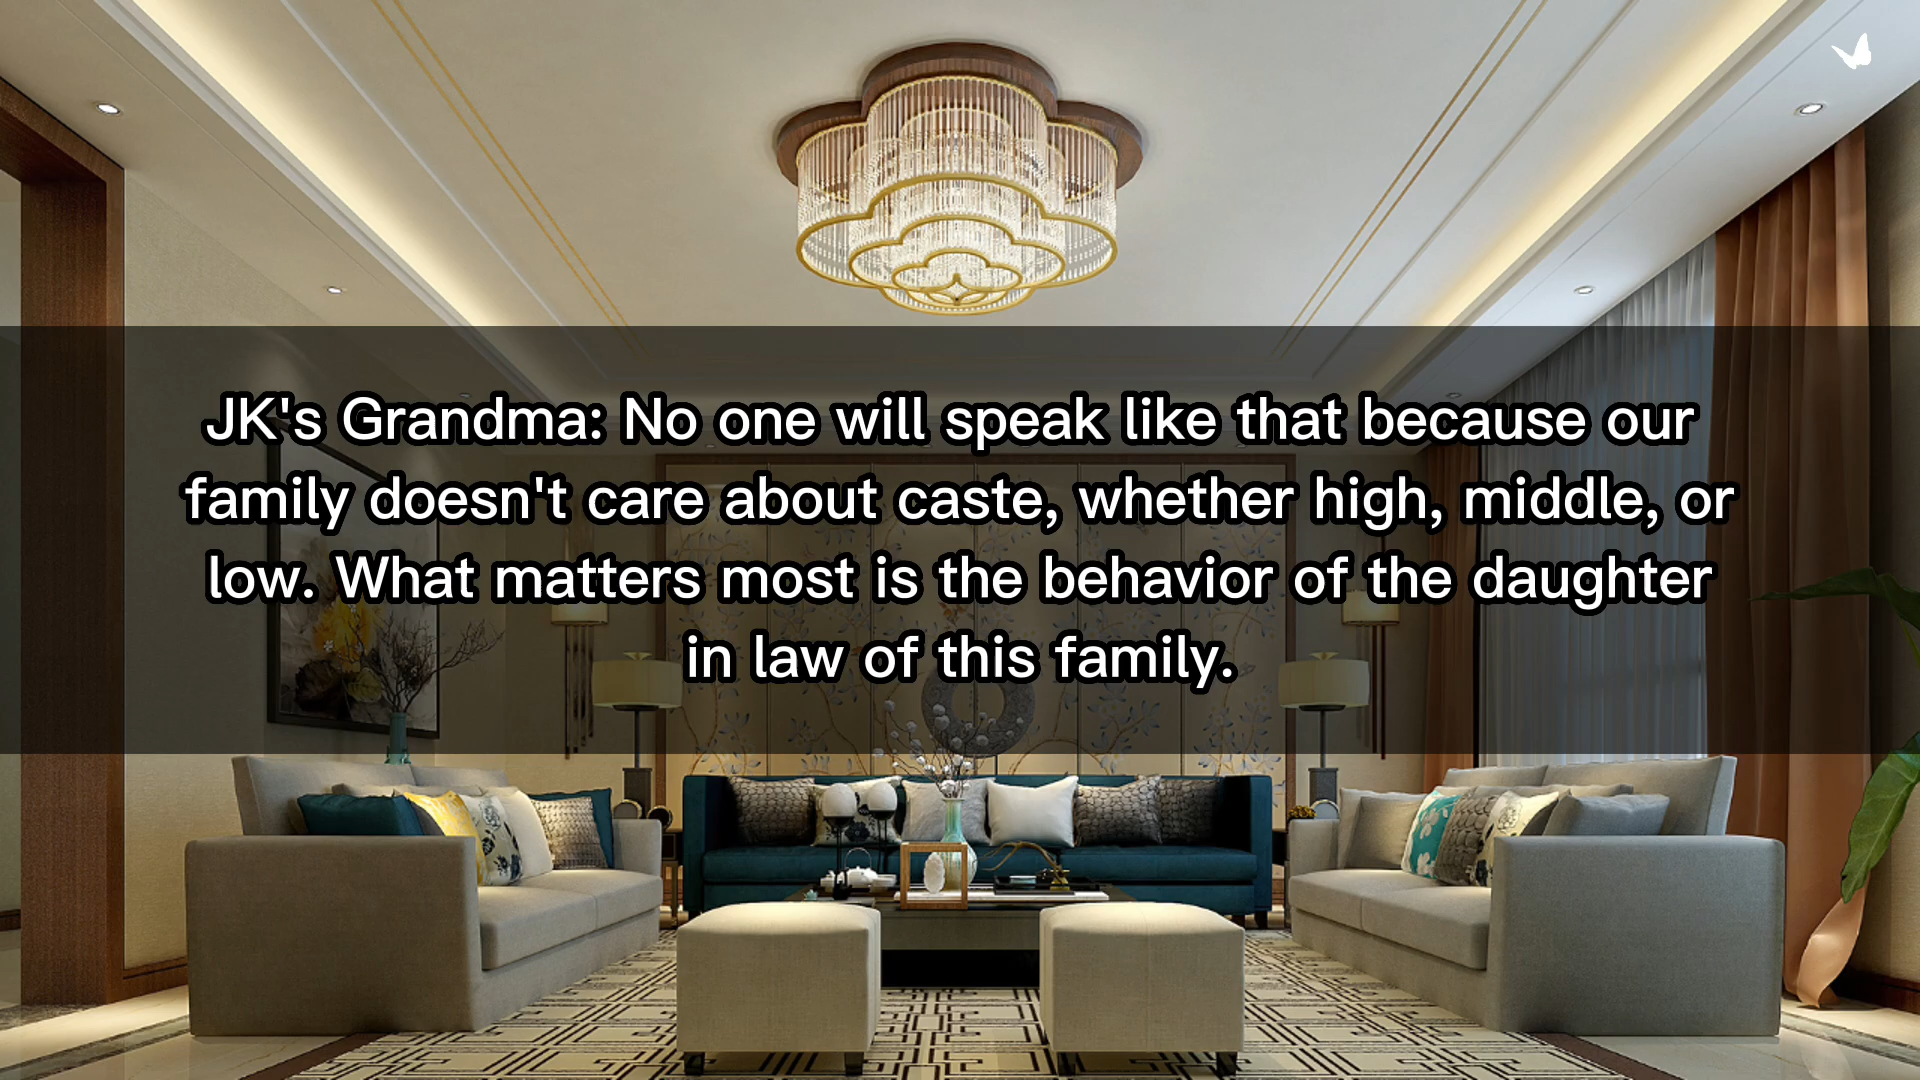 JK's Grandma: No one will speak like that because our
family doesn't care about caste, whether high, middle, or
low. What matters most is the behavior of the daughter
in law of this family.